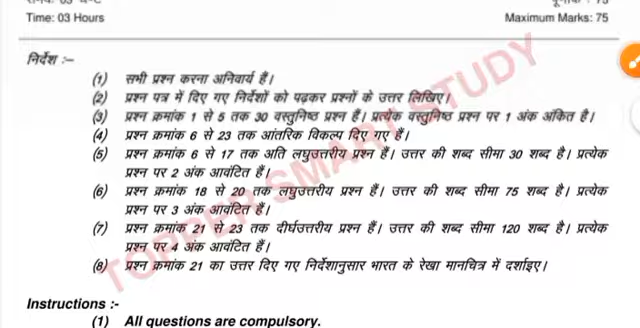 Time: 03 Hours
Maximum Marks: 75
निर्देश :–
(1) सभी प्रश्न करना अनिवार्य हैं।
(2) प्रश्न पत्र में दिए गए निर्देशों को पढ़कर प्रश्नों के उत्तर लिखिए।
(3) प्रश्न क्रमांक 1 से 5 तक 30 वस्तुनिष्ठ प्रश्न हैं। प्रत्येक वस्तुनिष्ठ प्रश्न पर 1 अंक अंकित है।
(4) प्रश्न क्रमांक 6 से 23 तक आंतरिक विकल्प दिए गए हैं।
(5) प्रश्न क्रमांक 6 से 17 तक अति लघुउत्तरीय प्रश्न हैं। उत्तर की शब्द सीमा 30 शब्द है। प्रत्येक
प्रश्न पर 2 अंक आवंटित हैं।
(6) प्रश्न क्रमांक 18 से 20 तक लघुउत्तरीय प्रश्न हैं। उत्तर की शब्द सीमा 75 शब्द है। प्रत्येक
प्रश्न पर 3 अंक आवंटित हैं।
(7) प्रश्न क्रमांक 21 से 23 तक दीर्घउत्तरीय प्रश्न हैं। उत्तर की शब्द सीमा 120 शब्द है। प्रत्येक
प्रश्न पर 4 अंक आवंटित हैं।
(8) प्रश्न क्रमांक 21 का उत्तर दिए गए निर्देशानुसार भारत के रेखा मानचित्र में दर्शाइए।
TOPPER SMART STUDY
Instructions :-
(1) All questions are compulsory.